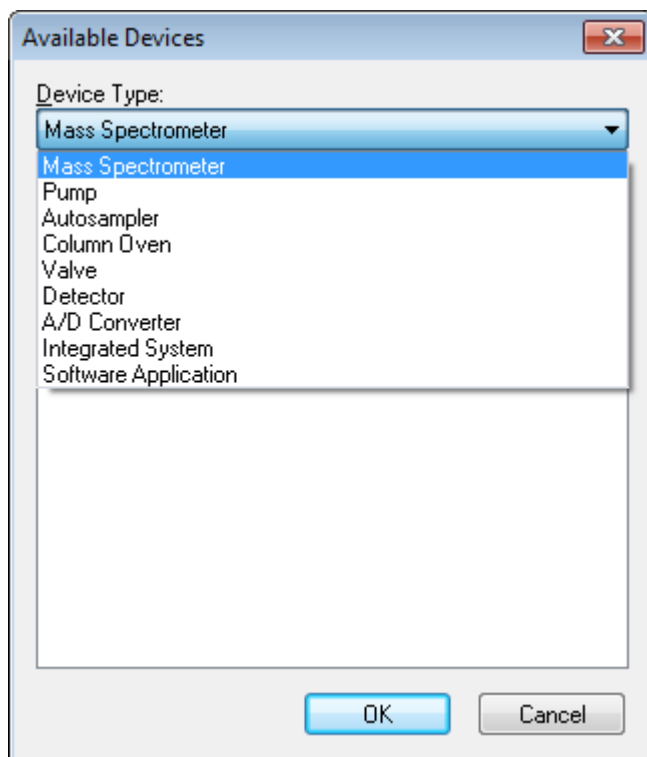 Available Devices
Device Type:
Mass Spectrometer
Mass Spectrometer
Pump
Autosampler
Column Oven
Valve
Detector
A/D Converter
Integrated System
Software Application
OK
Cancel